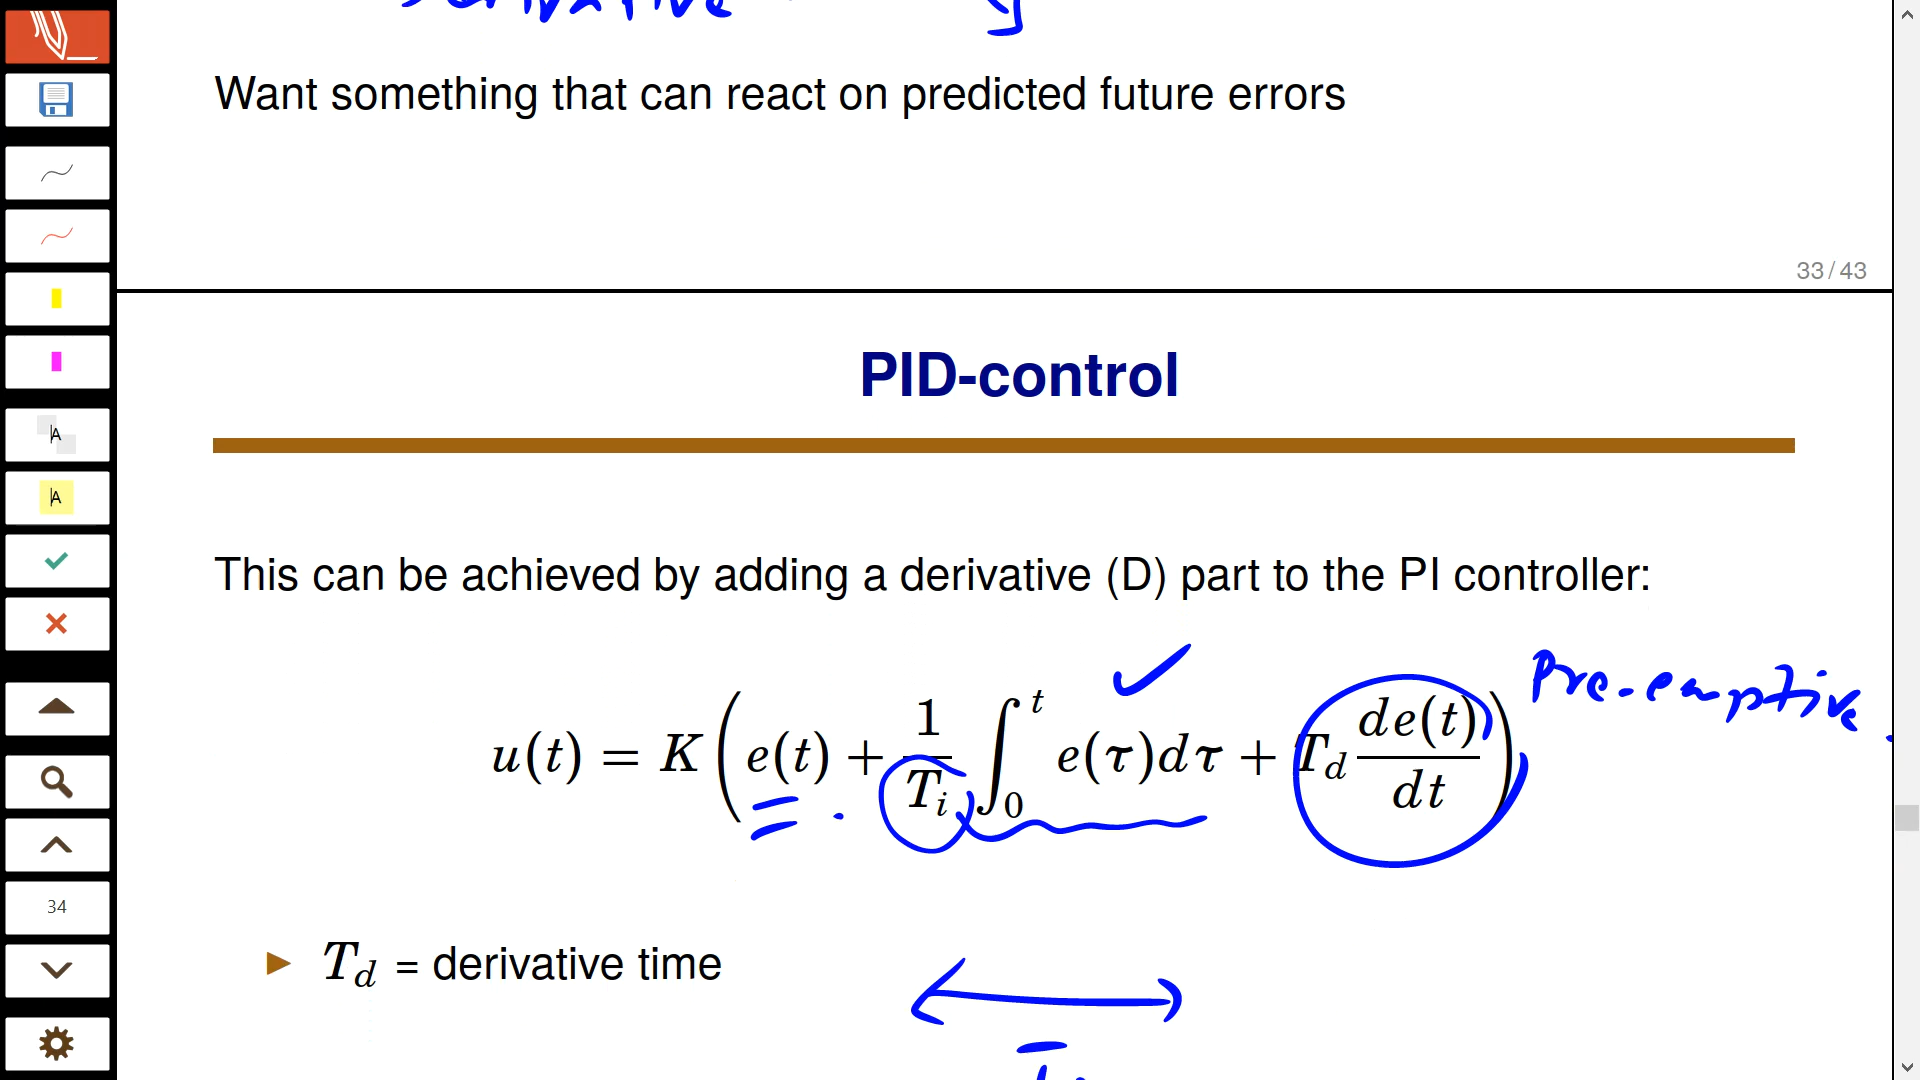 Derivative
Want something that can react on predicted future errors
33/43
PID-control
This can be achieved by adding a derivative (D) part to the PI controller:
Pre-emptive.
u(t) = K(e(t) + 1/T_i ∫_0^t e(τ)dτ + T_d de(t)/dt)
▶ T_d = derivative time
A
A
34